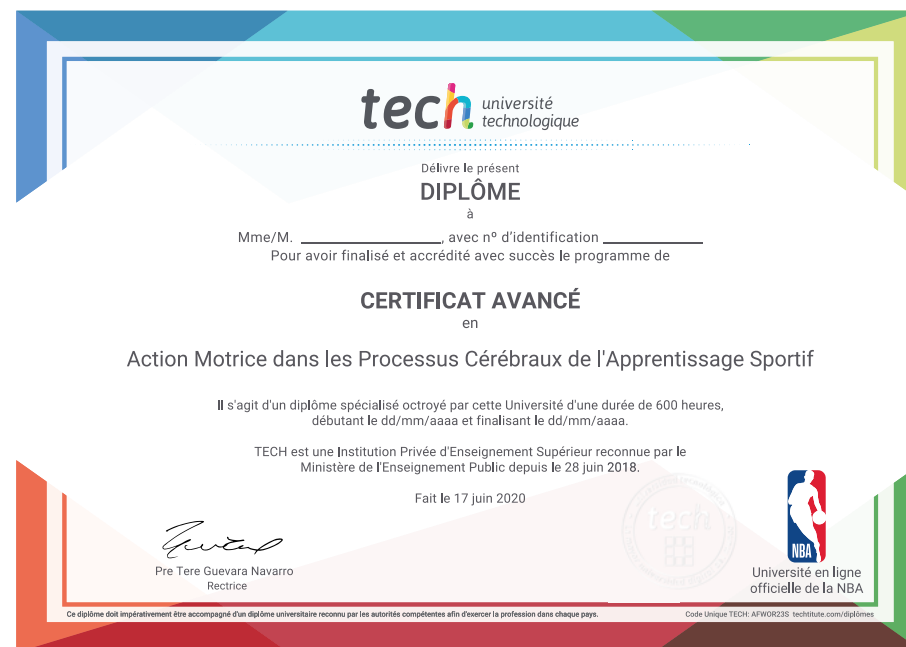 tech université
technologique
Délivre le présent
DIPLÔME
à
Mme/M. ____________________, avec nº d'identification ______________
Pour avoir finalisé et accrédité avec succès le programme de
CERTIFICAT AVANCÉ
en
Action Motrice dans les Processus Cérébraux de l'Apprentissage Sportif
Il s'agit d'un diplôme spécialisé octroyé par cette Université d'une durée de 600 heures,
débutant le dd/mm/aaaa et finalisant le dd/mm/aaaa.
TECH est une Institution Privée d'Enseignement Supérieur reconnue par le
Ministère de l'Enseignement Public depuis le 28 juin 2018.
Fait le 17 juin 2020
tech
NBA
Pre Tere Guevara Navarro
Rectrice
Université en ligne
officielle de la NBA
Ce diplôme doit impérativement être accompagné d'un diplôme universitaire reconnu par les autorités compétentes afin d'exercer la profession dans chaque pays.
Code Unique TECH: AFWOR23S techtitute.com/diplômes